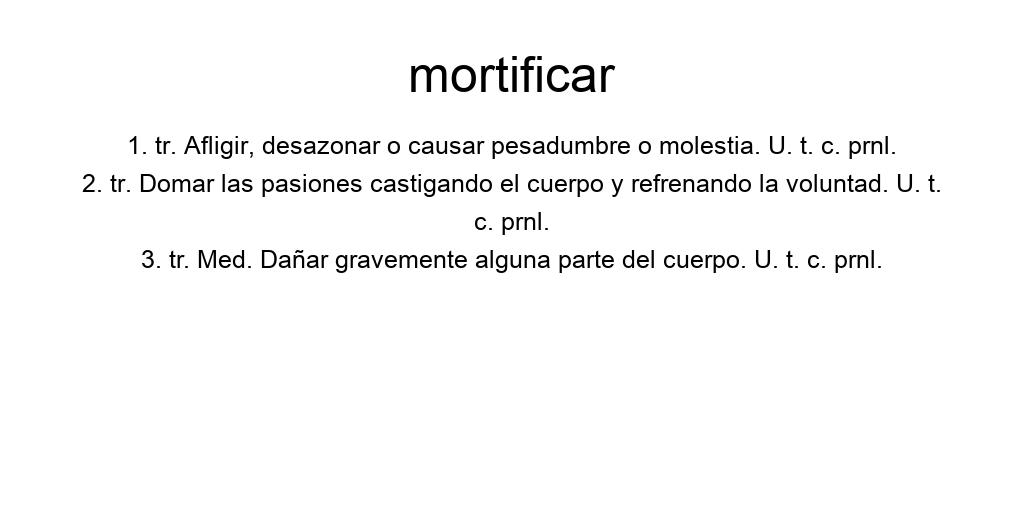 mortificar
1. tr. Afligir, desazonar o causar pesadumbre o molestia. U. t. c. prnl.
2. tr. Domar las pasiones castigando el cuerpo y refrenando la voluntad. U. t.
c. prnl.
3. tr. Med. Dañar gravemente alguna parte del cuerpo. U. t. c. prnl.